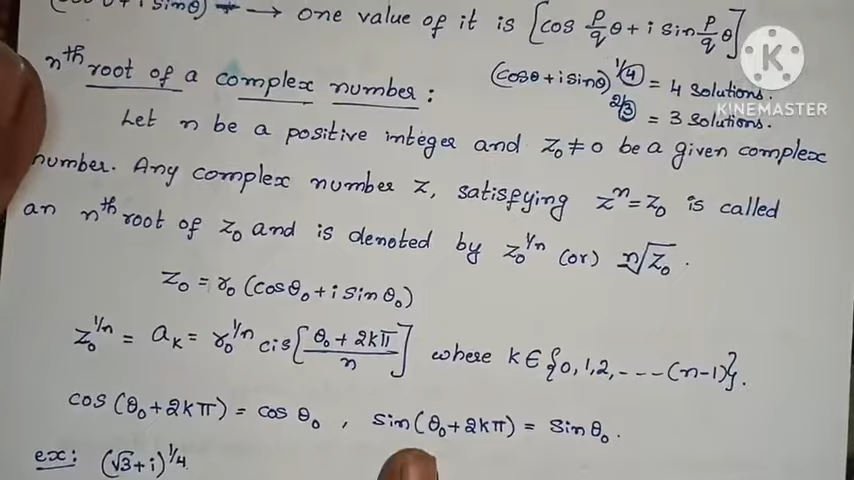 (cosθ + i sinθ) → one value of it is [cos p/q θ + i sin p/q θ]
nth root of a complex number :
(cosθ + i sinθ)^1/4 = 4 solutions.
2/3 = 3 solutions.
K
KINEMASTER
Let n be a positive integer and z₀ ≠ 0 be a given complex
number. Any complex number z, satisfying zⁿ = z₀ is called
an nth root of z₀ and is denoted by z₀^1/n (or) ⁿ√z₀ .
z₀ = r₀ (cosθ₀ + i sinθ₀)
z₀^1/n = a_k = r₀^1/n cis[(θ₀ + 2kπ)/n] where k ∈ {0, 1, 2, ---- (n-1)}.
cos (θ₀ + 2kπ) = cos θ₀ , sin (θ₀ + 2kπ) = sin θ₀ .
ex: (√3 + i)^1/4